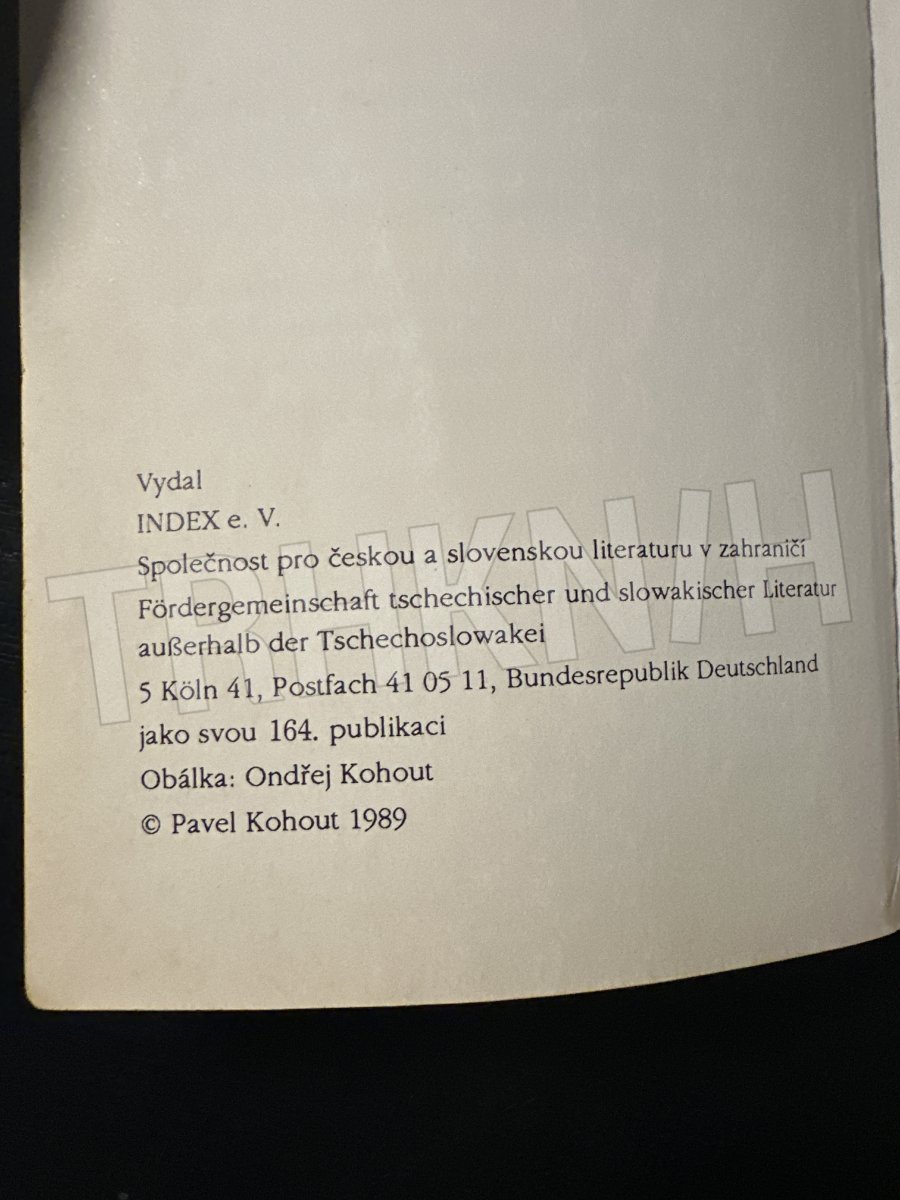 Vydal
INDEX e. V.
Společnost pro českou a slovenskou literaturu v zahraničí
Fördergemeinschaft tschechischer und slowakischer Literatur
außerhalb der Tschechoslowakei
5 Köln 41, Postfach 41 05 11, Bundesrepublik Deutschland
jako svou 164. publikaci
Obálka: Ondřej Kohout
© Pavel Kohout 1989
TRHKNIH